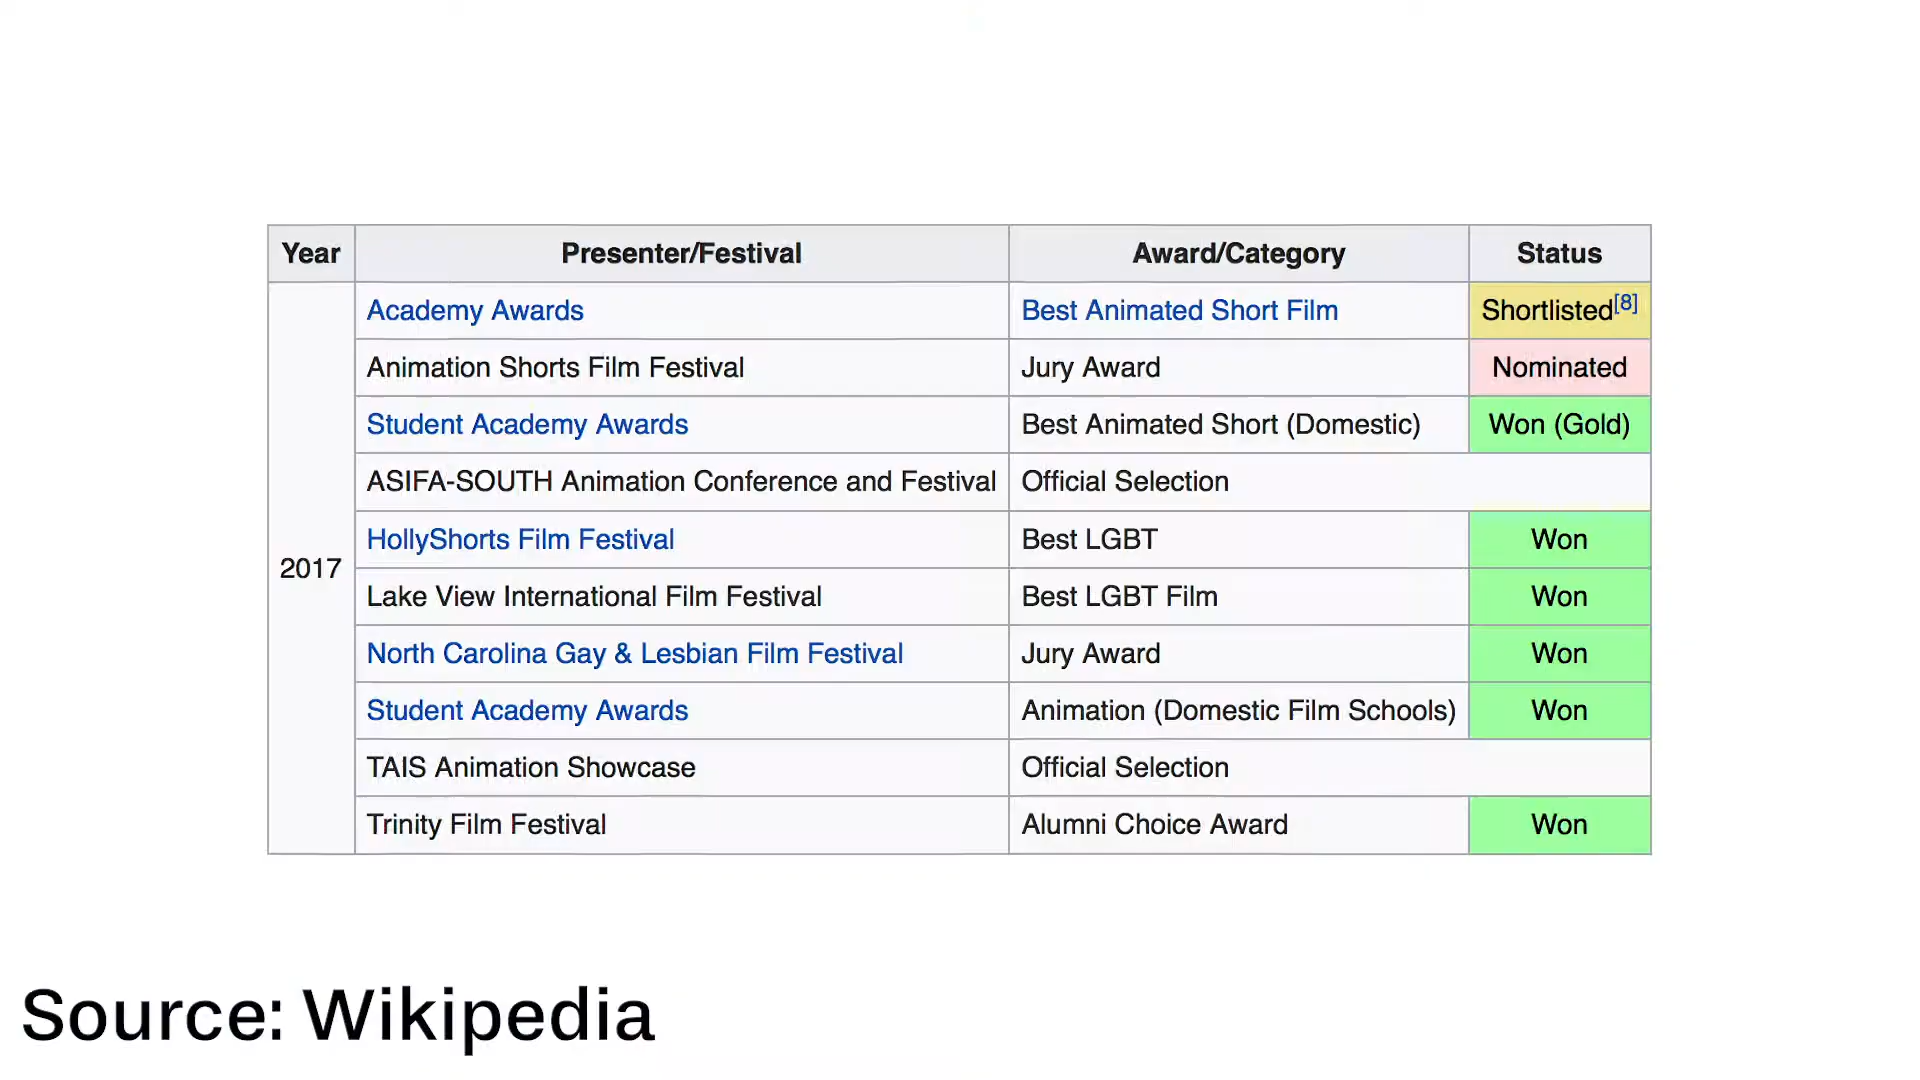 Year Presenter/Festival Award/Category Status
Academy Awards Best Animated Short Film Shortlisted[8]
Animation Shorts Film Festival Jury Award Nominated
Student Academy Awards Best Animated Short (Domestic) Won (Gold)
ASIFA-SOUTH Animation Conference and Festival Official Selection
HollyShorts Film Festival Best LGBT Won
2017
Lake View International Film Festival Best LGBT Film Won
North Carolina Gay & Lesbian Film Festival Jury Award Won
Student Academy Awards Animation (Domestic Film Schools) Won
TAIS Animation Showcase Official Selection
Trinity Film Festival Alumni Choice Award Won
Source: Wikipedia